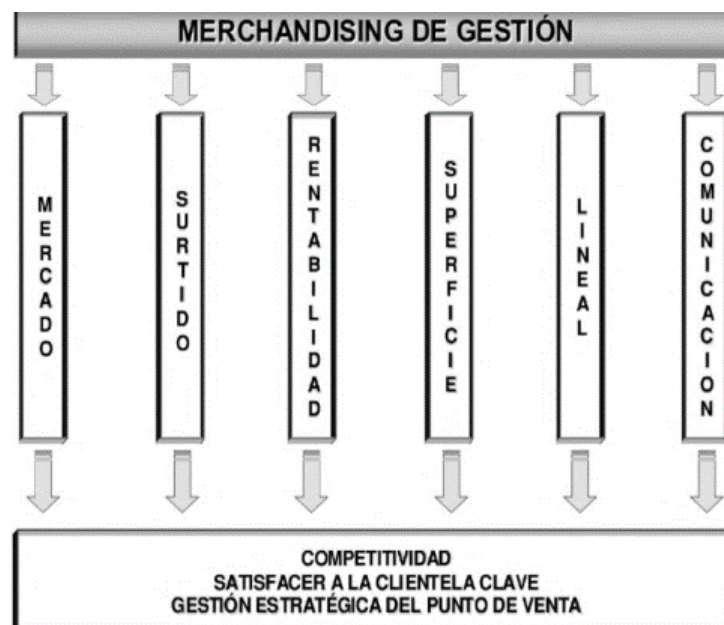 MERCHANDISING DE GESTIÓN
MERCADO
SURTIDO
RENTABILIDAD
SUPERFICIE
LINEAL
COMUNICACION
COMPETITIVIDAD
SATISFACER A LA CLIENTELA CLAVE
GESTIÓN ESTRATÉGICA DEL PUNTO DE VENTA